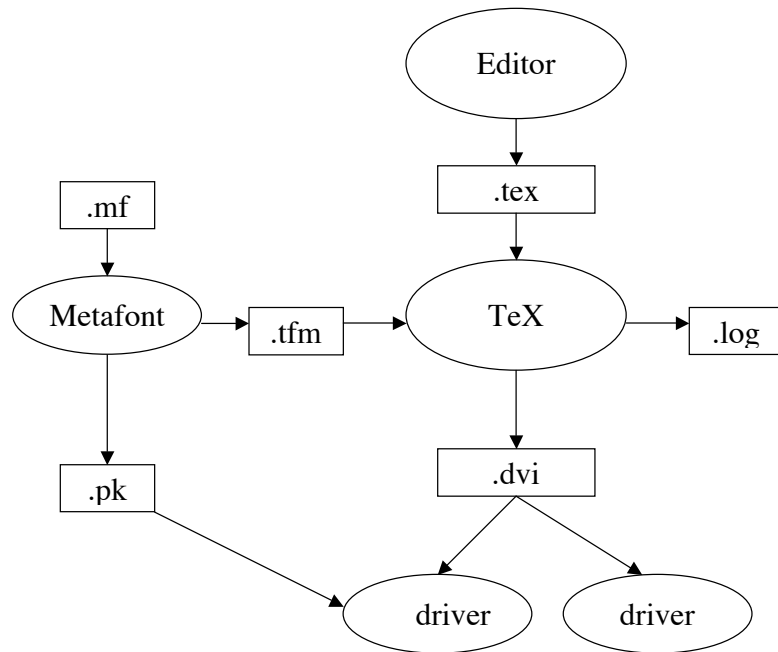 Editor
.tex
.mf
Metafont
.tfm
TeX
.log
.pk
.dvi
driver
driver